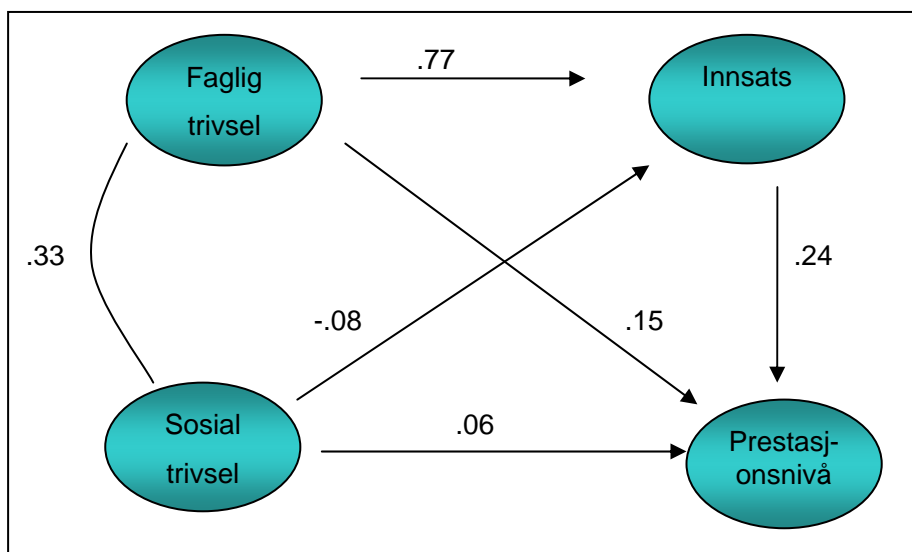 Faglig
trivsel
.77
Innsats
.33
.24
-.08
.15
Sosial
trivsel
.06
Prestasj-
onsnivå